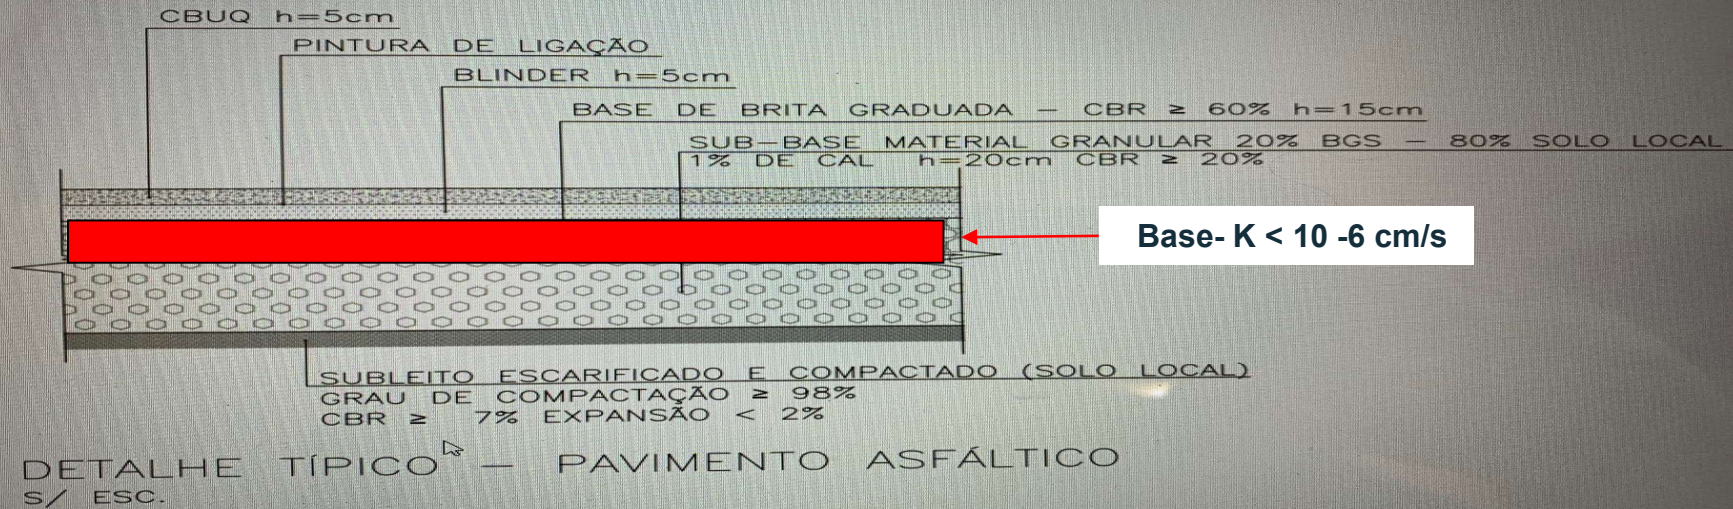 CBUQ h=5cm
PINTURA DE LIGAÇÃO
BLINDER h=5cm
BASE DE BRITA GRADUADA – CBR ≥ 60% h=15cm
SUB-BASE MATERIAL GRANULAR 20% BGS – 80% SOLO LOCAL
1% DE CAL h=20cm CBR ≥ 20%
Base- K < 10 -6 cm/s
SUBLEITO ESCARIFICADO E COMPACTADO (SOLO LOCAL)
GRAU DE COMPACTAÇÃO ≥ 98%
CBR ≥ 7% EXPANSÃO < 2%
DETALHE TÍPICO – PAVIMENTO ASFÁLTICO
S/ ESC.